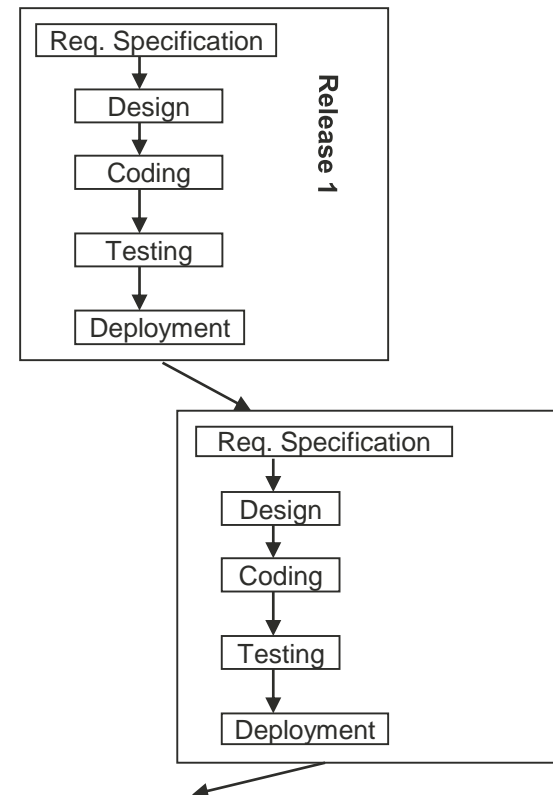 Req. Specification
Design
Coding
Testing
Deployment
Release 1
Req. Specification
Design
Coding
Testing
Deployment